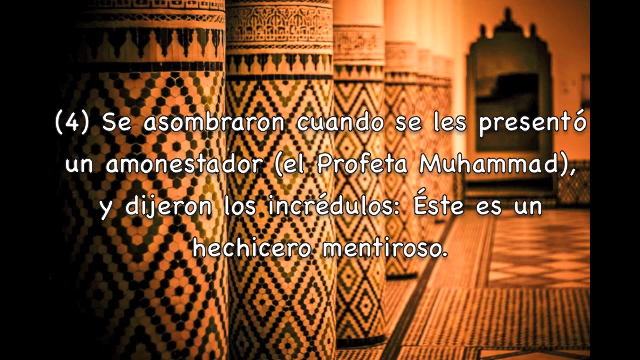 (4) Se asombraron cuando se les presentó
un amonestador (el Profeta Muhammad),
y dijeron los incrédulos: Éste es un
hechicero mentiroso.